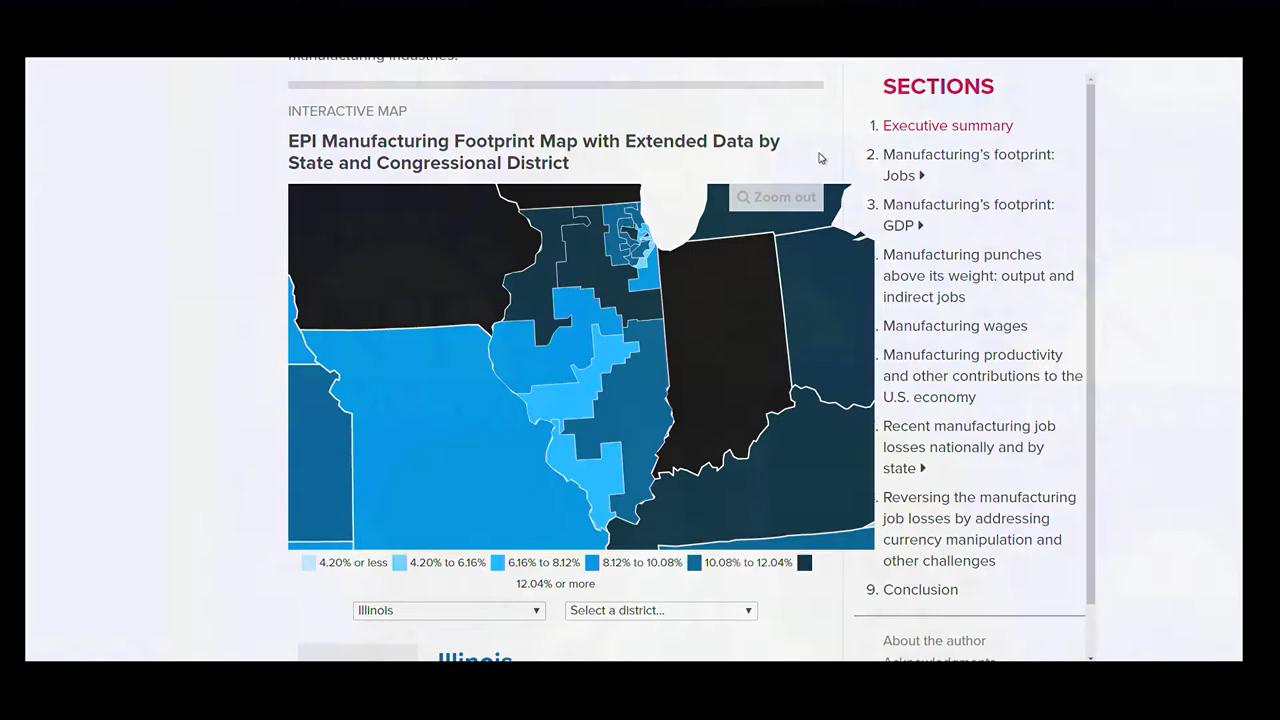 manufacturing industries.
INTERACTIVE MAP
EPI Manufacturing Footprint Map with Extended Data by
State and Congressional District
Zoom out
4.20% or less 4.20% to 6.16% 6.16% to 8.12% 8.12% to 10.08% 10.08% to 12.04%
12.04% or more
Illinois
Select a district...
Illinois
SECTIONS
1. Executive summary
2. Manufacturing's footprint:
Jobs
3. Manufacturing's footprint:
GDP
. Manufacturing punches
above its weight: output and
indirect jobs
. Manufacturing wages
. Manufacturing productivity
and other contributions to the
U.S. economy
. Recent manufacturing job
losses nationally and by
state
. Reversing the manufacturing
job losses by addressing
currency manipulation and
other challenges
9. Conclusion
About the author
Acknowledgments